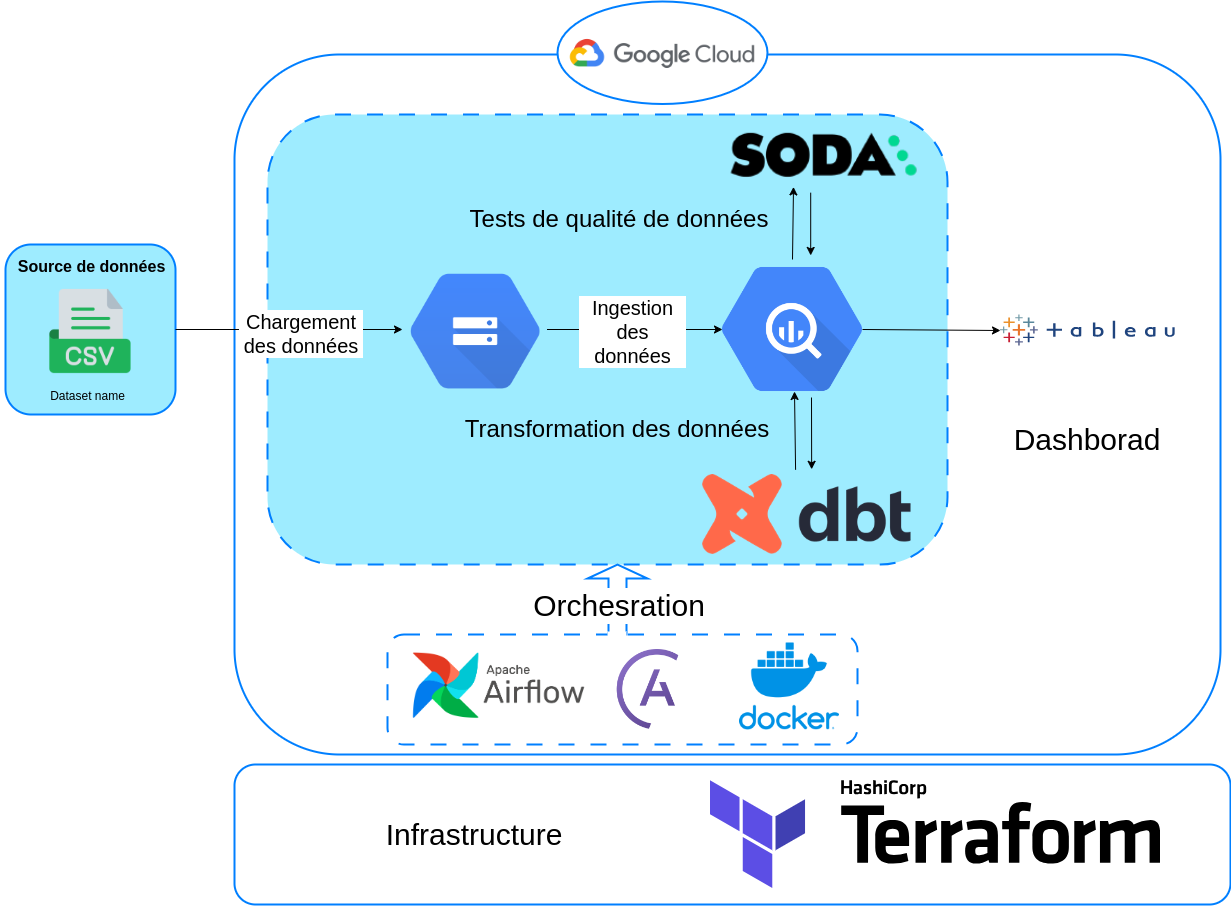 Google Cloud
SODA
Tests de qualité de données
Source de données
CSV
Dataset name
Chargement
des données
Ingestion
des
données
+ableau
Transformation des données
Dashborad
dbt
Orchesration
Apache
Airflow
docker
Infrastructure
HashiCorp
Terraform